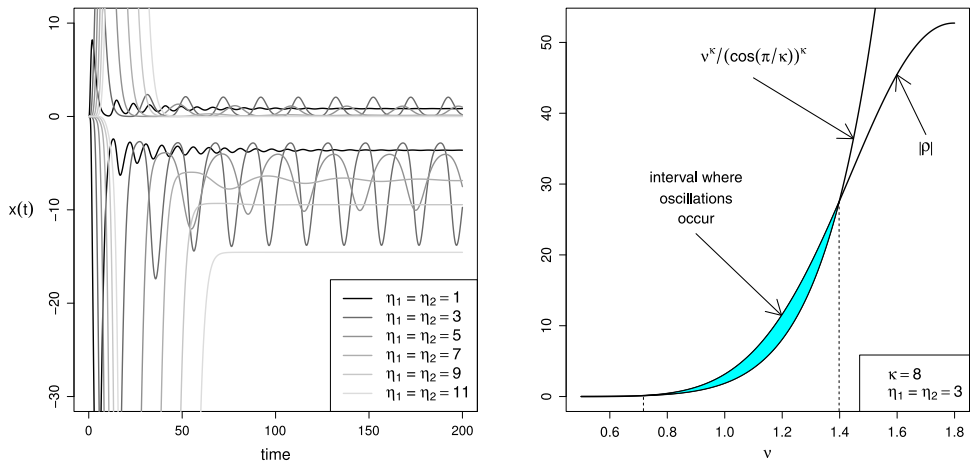 10
0
−10
−20
−30
x(t)
0
50
100
150
200
time
η1 = η2 = 1
η1 = η2 = 3
η1 = η2 = 5
η1 = η2 = 7
η1 = η2 = 9
η1 = η2 = 11
50
40
30
20
10
0
ν^κ/(cos(π/κ))^κ
|ρ|
interval where
oscillations
occur
κ = 8
η1 = η2 = 3
0.6
0.8
1.0
1.2
1.4
1.6
1.8
ν